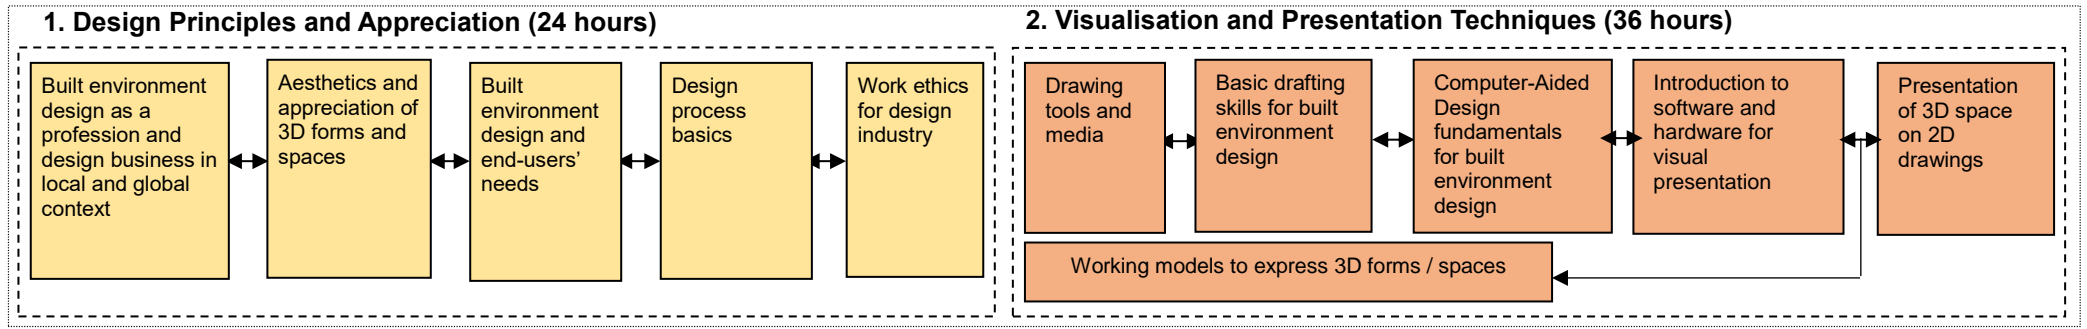 1. Design Principles and Appreciation (24 hours)
Built environment
design as a
profession and
design business in
local and global
context
Aesthetics and
appreciation of
3D forms and
spaces
Built
environment
design and
end-users’
needs
Design
process
basics
Work ethics
for design
industry
2. Visualisation and Presentation Techniques (36 hours)
Drawing
tools and
media
Basic drafting
skills for built
environment
design
Computer-Aided
Design
fundamentals
for built
environment
design
Introduction to
software and
hardware for
visual
presentation
Presentation
of 3D space
on 2D
drawings
Working models to express 3D forms / spaces